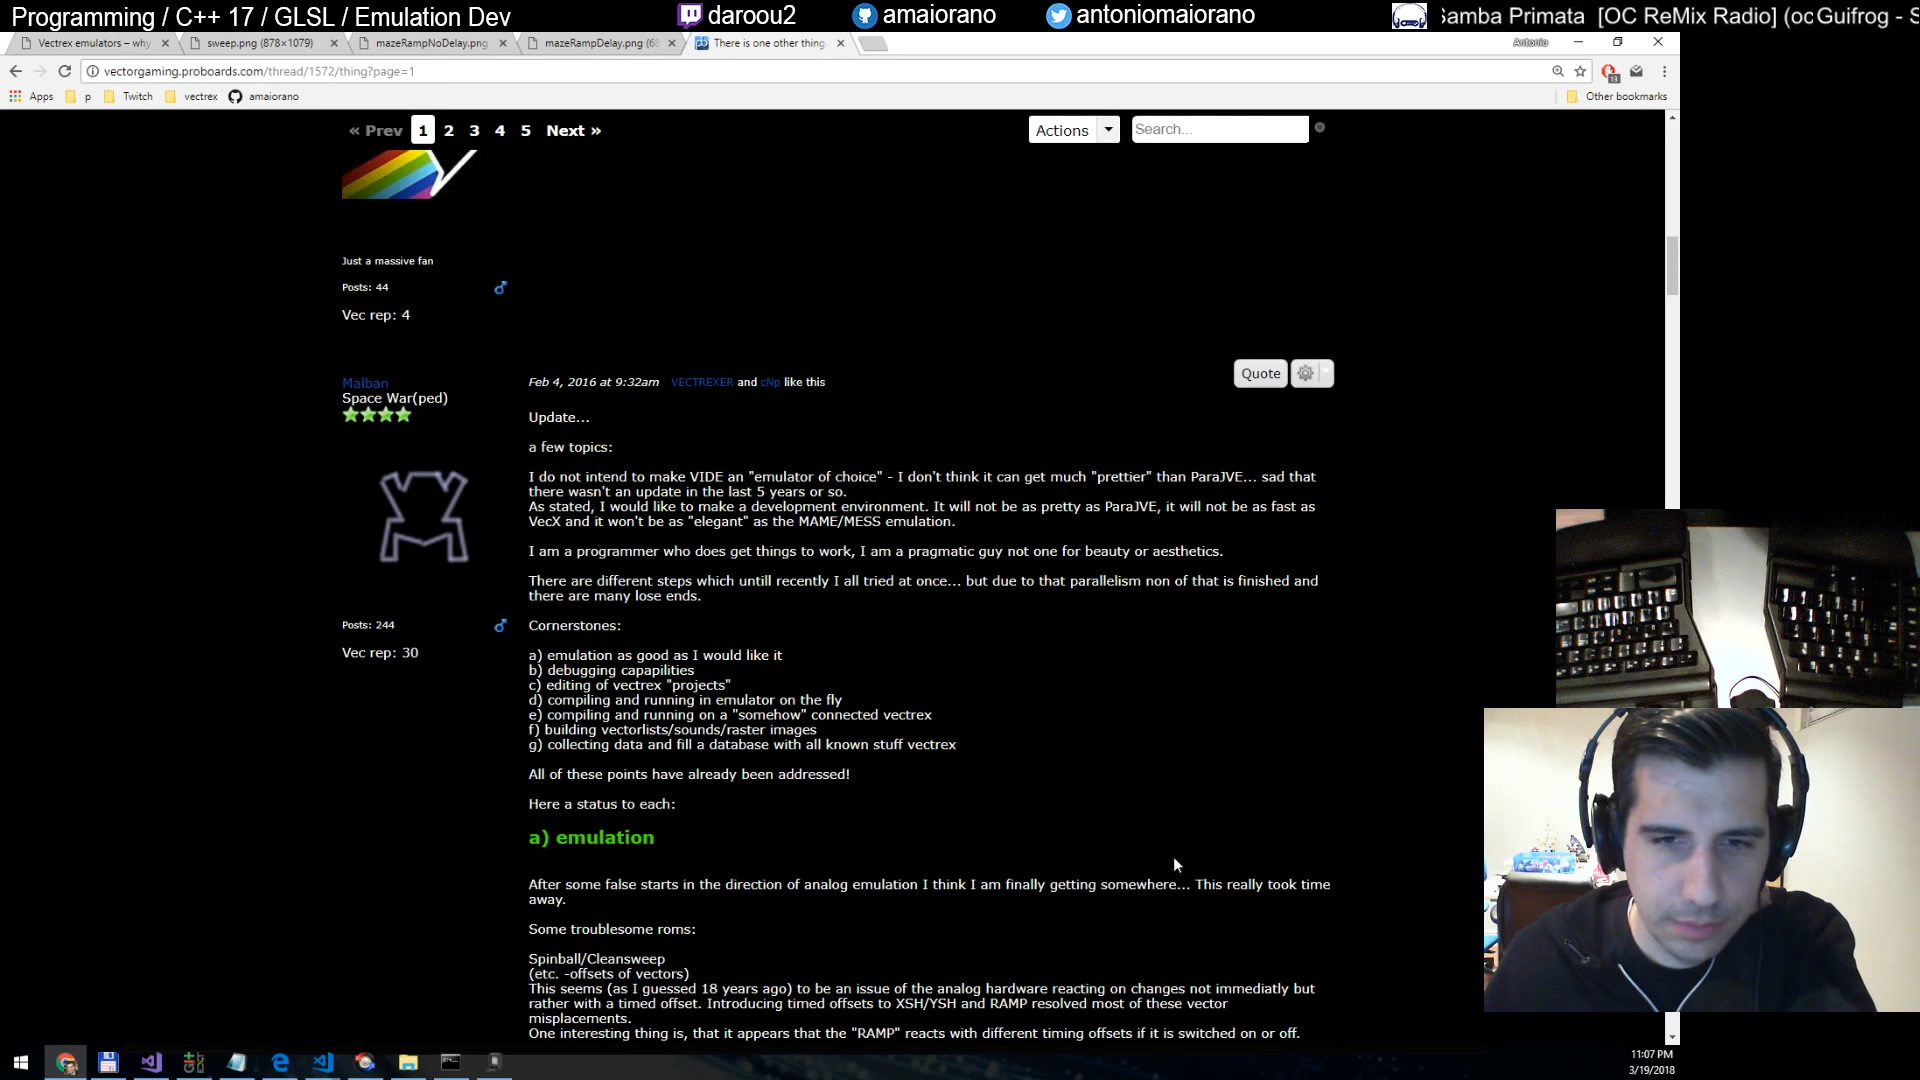 Programming / C++ 17 / GLSL / Emulation Dev
daroou2
amaiorano
antoniomaiorano
Samba Primata [OC ReMix Radio] (oc Guifrog - S
Vectrex emulators – why
sweep.png (878×1079)
mazeRampNoDelay.png
mazeRampDelay.png (68
There is one other thing
Antonio
vectorgaming.proboards.com/thread/1572/thing?page=1
13
Apps
p
Twitch
vectrex
amaiorano
Other bookmarks
« Prev 1 2 3 4 5 Next »
Actions
Search...
Just a massive fan
Posts: 44
Vec rep: 4
Malban
Space War(ped)
Posts: 244
Vec rep: 30
Feb 4, 2016 at 9:32am VECTREXER and cNp like this
Quote
Update...
a few topics:
I do not intend to make VIDE an "emulator of choice" - I don't think it can get much "prettier" than ParaJVE... sad that
there wasn't an update in the last 5 years or so.
As stated, I would like to make a development environment. It will not be as pretty as ParaJVE, it will not be as fast as
VecX and it won't be as "elegant" as the MAME/MESS emulation.
I am a programmer who does get things to work, I am a pragmatic guy not one for beauty or aesthetics.
There are different steps which untill recently I all tried at once... but due to that parallelism non of that is finished and
there are many lose ends.
Cornerstones:
a) emulation as good as I would like it
b) debugging capapilities
c) editing of vectrex "projects"
d) compiling and running in emulator on the fly
e) compiling and running on a "somehow" connected vectrex
f) building vectorlists/sounds/raster images
g) collecting data and fill a database with all known stuff vectrex
All of these points have already been addressed!
Here a status to each:
a) emulation
After some false starts in the direction of analog emulation I think I am finally getting somewhere... This really took time
away.
Some troublesome roms:
Spinball/Cleansweep
(etc. -offsets of vectors)
This seems (as I guessed 18 years ago) to be an issue of the analog hardware reacting on changes not immediatly but
rather with a timed offset. Introducing timed offsets to XSH/YSH and RAMP resolved most of these vector
misplacements.
One interesting thing is, that it appears that the "RAMP" reacts with different timing offsets if it is switched on or off.
11:07 PM
3/19/2018